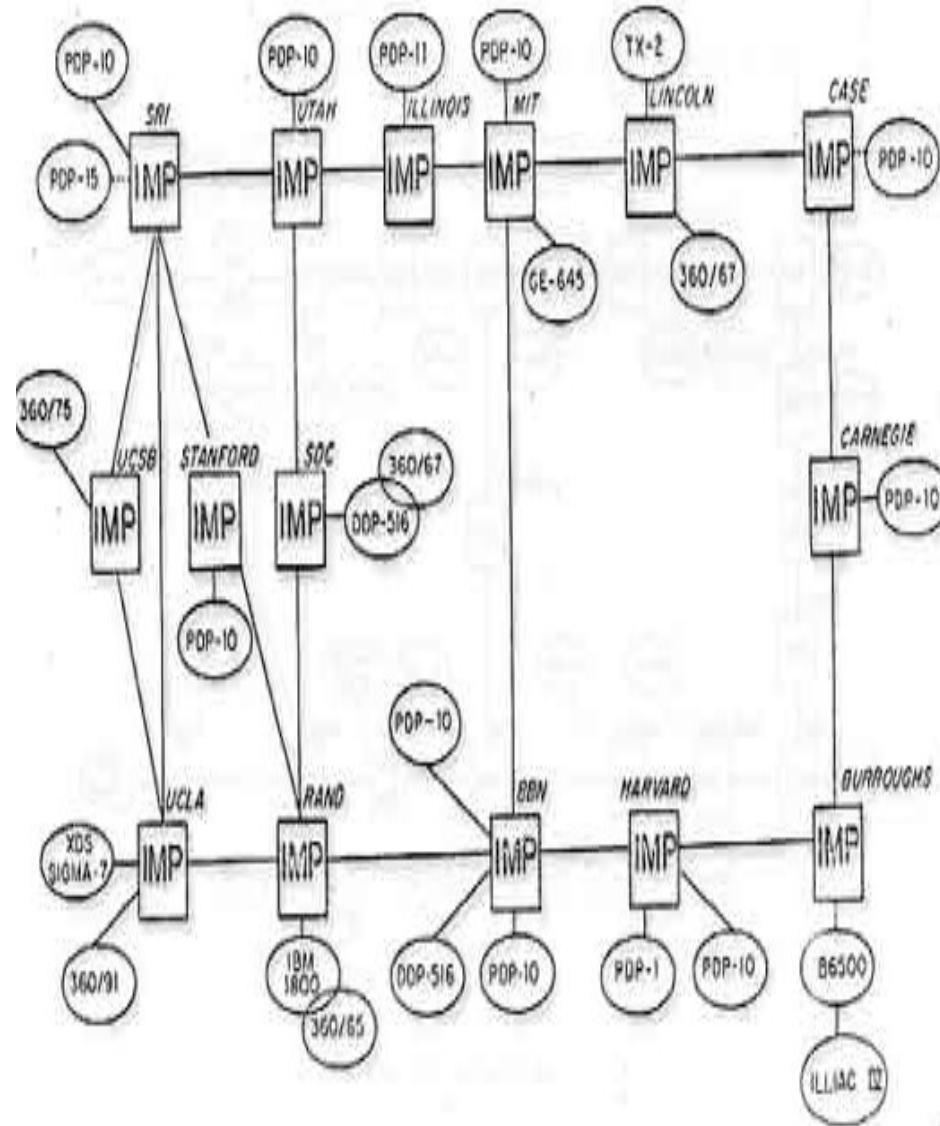 PDP-10
PDP-10
PDP-11
PDP-10
TX-2
SRI
UTAH
ILLINOIS
MIT
LINCOLN
CASE
IMP
IMP
IMP
IMP
IMP
IMP
PDP-15
PDP-10
GE-645
360/67
360/75
UCSB
STANFORD
SDC
360/67
CARNEGIE
IMP
IMP
IMP
DDP-516
IMP
PDP-10
PDP-10
PDP-10
UCLA
RAND
BBN
HARVARD
BURROUGHS
XDS
SIGMA-7
IMP
IMP
IMP
IMP
IMP
360/91
IBM
1800
360/65
DDP-516
PDP-10
PDP-1
PDP-10
B6500
ILLIAC IV